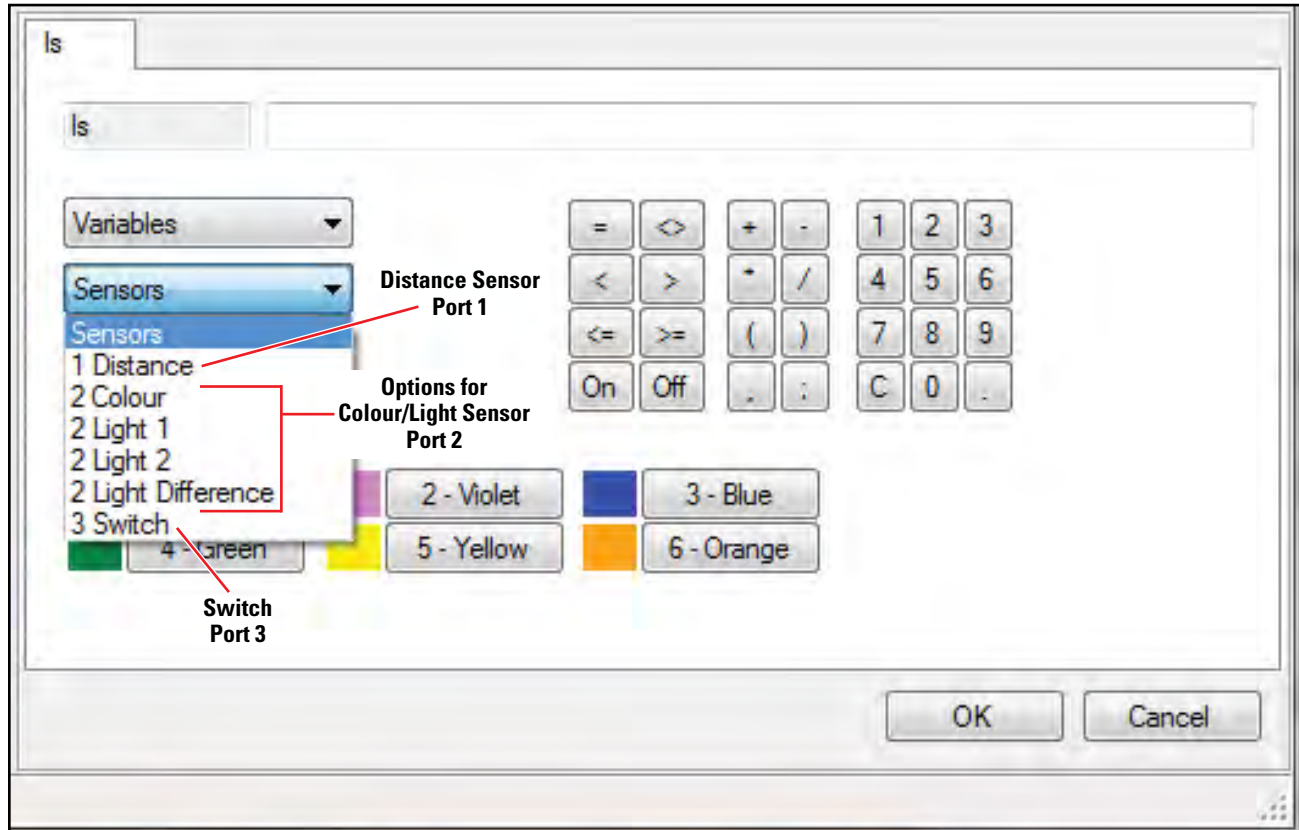 Is
Is
Variables
= <> + - 1 2 3
Sensors
Distance Sensor
Port 1
< > * / 4 5 6
Sensors
<= >= ( ) 7 8 9
1 Distance
2 Colour
2 Light 1
2 Light 2
2 Light Difference
3 Switch
Options for
Colour/Light Sensor
Port 2
On Off , ; C 0 .
2 - Violet
3 - Blue
4 - Green
5 - Yellow
6 - Orange
Switch
Port 3
OK
Cancel